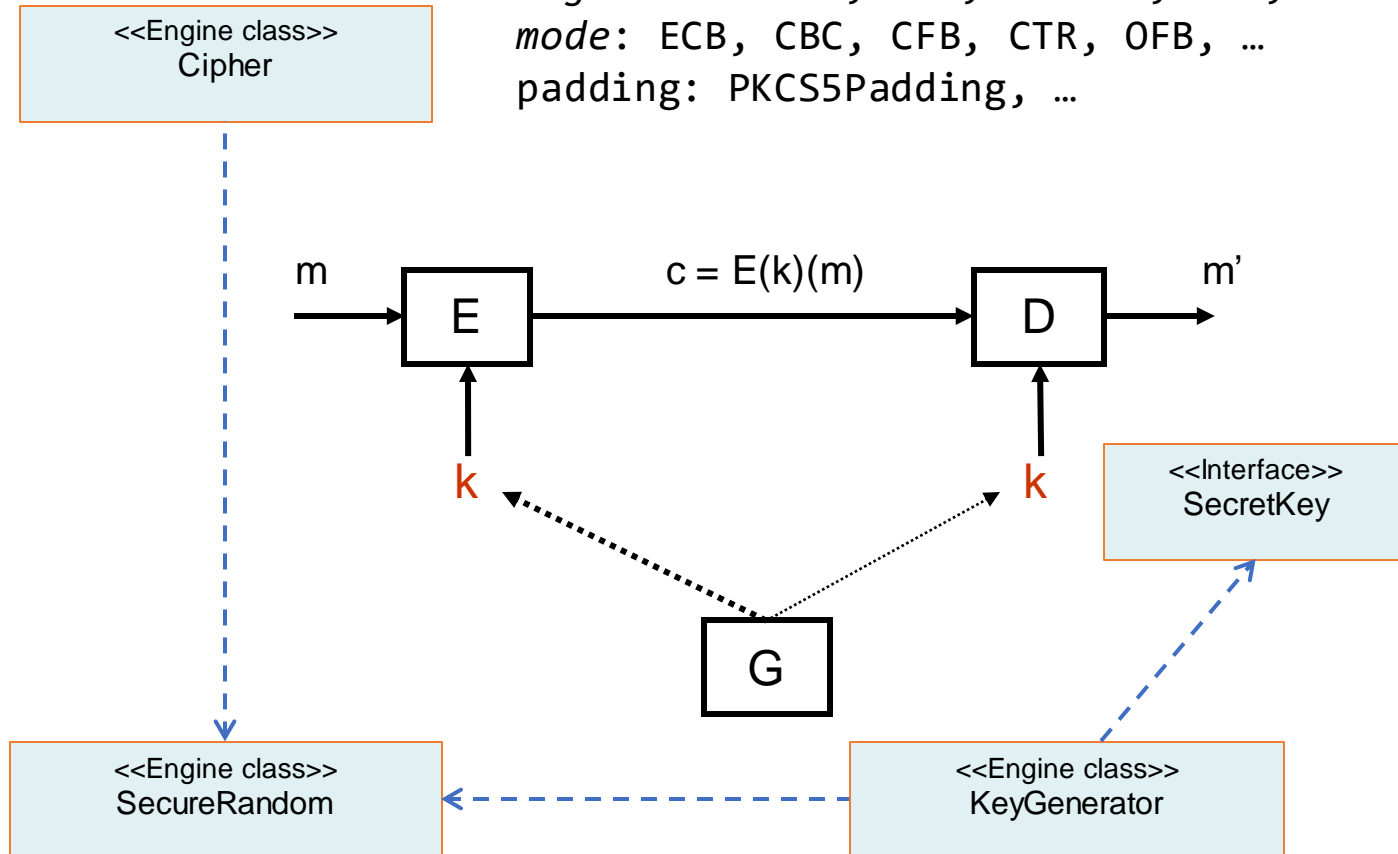 <<Engine class>>
Cipher
mode: ECB, CBC, CFB, CTR, OFB, …
padding: PKCS5Padding, …
m
E
c = E(k)(m)
D
m’
k
k
<<Interface>>
SecretKey
G
<<Engine class>>
SecureRandom
<<Engine class>>
KeyGenerator